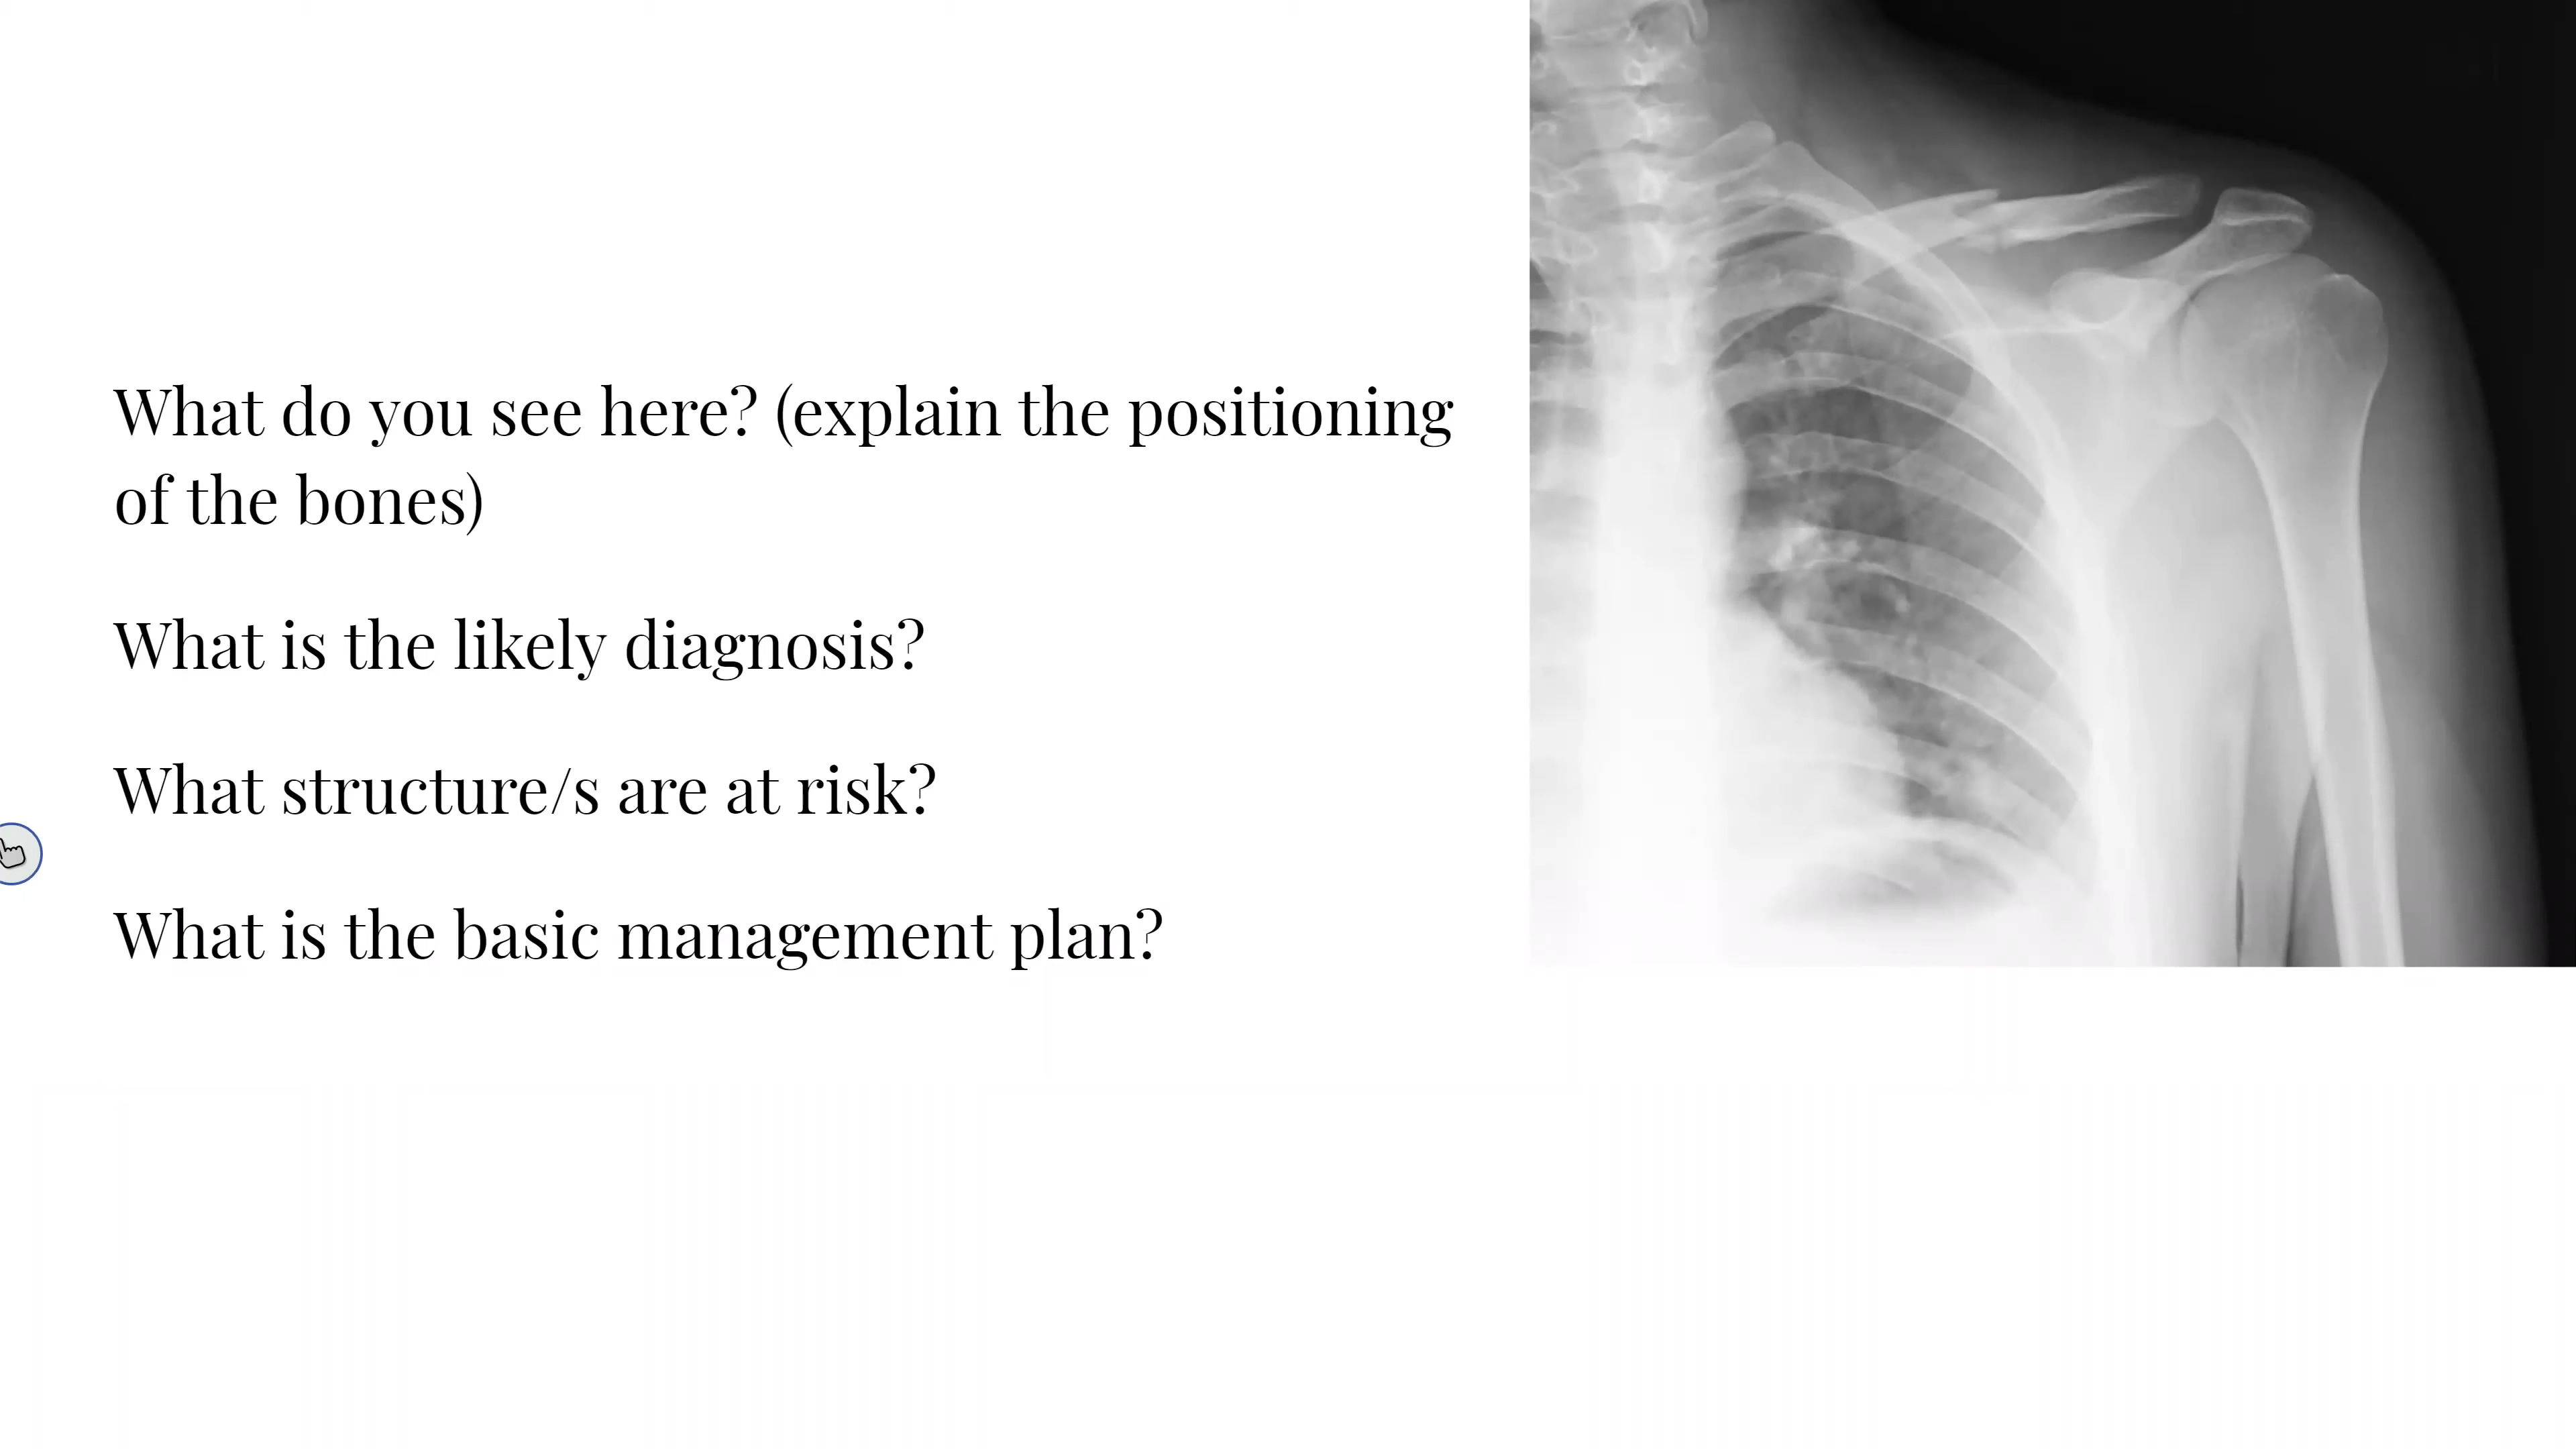 What do you see here? (explain the positioning
of the bones)
What is the likely diagnosis?
What structure/s are at risk?
What is the basic management plan?